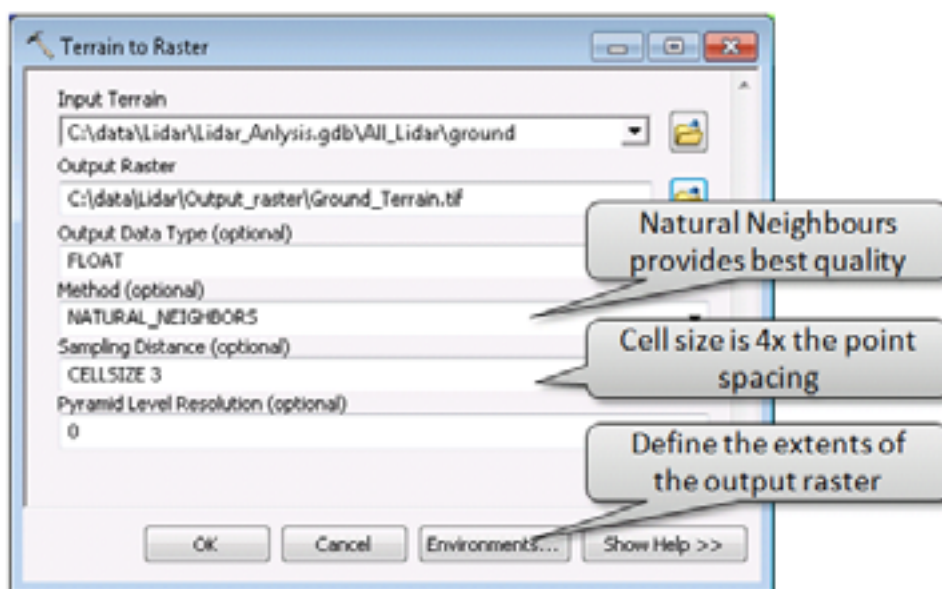 Terrain to Raster
Input Terrain
C:\data\Lidar\Lidar_Anlysis.gdb\All_Lidar\ground
Output Raster
C:\data\Lidar\Output_raster\Ground_Terrain.tif
Output Data Type (optional)
FLOAT
Natural Neighbours
provides best quality
Method (optional)
NATURAL_NEIGHBORS
Sampling Distance (optional)
CELLSIZE 3
Cell size is 4x the point
spacing
Pyramid Level Resolution (optional)
0
Define the extents of
the output raster
OK
Cancel
Environments...
Show Help >>